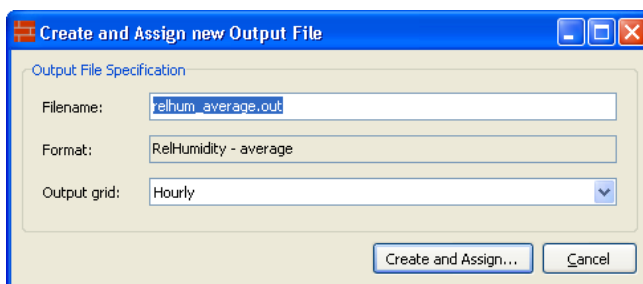 Create and Assign new Output File
Output File Specification
Filename: relhum_average.out
Format: RelHumidity - average
Output grid: Hourly
Create and Assign... Cancel